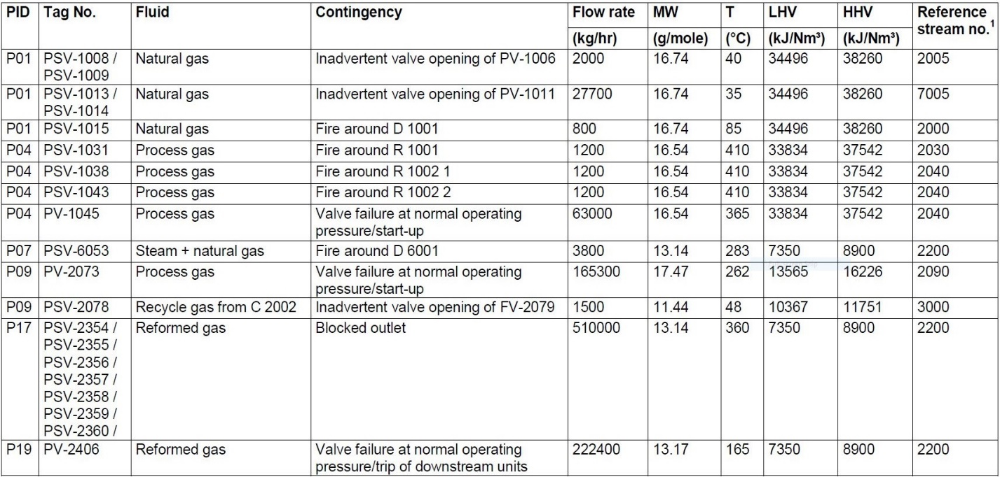 PID Tag No. Fluid Contingency Flow rate MW T LHV HHV Reference
stream no.¹
(kg/hr) (g/mole) (°C) (kJ/Nm³) (kJ/Nm³)
P01 PSV-1008 / Natural gas Inadvertent valve opening of PV-1006 2000 16.74 40 34496 38260 2005
PSV-1009
P01 PSV-1013 / Natural gas Inadvertent valve opening of PV-1011 27700 16.74 35 34496 38260 7005
PSV-1014
P01 PSV-1015 Natural gas Fire around D 1001 800 16.74 85 34496 38260 2000
P04 PSV-1031 Process gas Fire around R 1001 1200 16.54 410 33834 37542 2030
P04 PSV-1038 Process gas Fire around R 1002 1 1200 16.54 410 33834 37542 2040
P04 PSV-1043 Process gas Fire around R 1002 2 1200 16.54 410 33834 37542 2040
P04 PV-1045 Process gas Valve failure at normal operating 63000 16.54 365 33834 37542 2040
pressure/start-up
P07 PSV-6053 Steam + natural gas Fire around D 6001 3800 13.14 283 7350 8900 2200
P09 PV-2073 Process gas Valve failure at normal operating 165300 17.47 262 13565 16226 2090
pressure/start-up
P09 PSV-2078 Recycle gas from C 2002 Inadvertent valve opening of FV-2079 1500 11.44 48 10367 11751 3000
P17 PSV-2354 / Reformed gas Blocked outlet 510000 13.14 360 7350 8900 2200
PSV-2355 /
PSV-2356 /
PSV-2357 /
PSV-2358 /
PSV-2359 /
PSV-2360 /
P19 PV-2406 Reformed gas Valve failure at normal operating 222400 13.17 165 7350 8900 2200
pressure/trip of downstream units